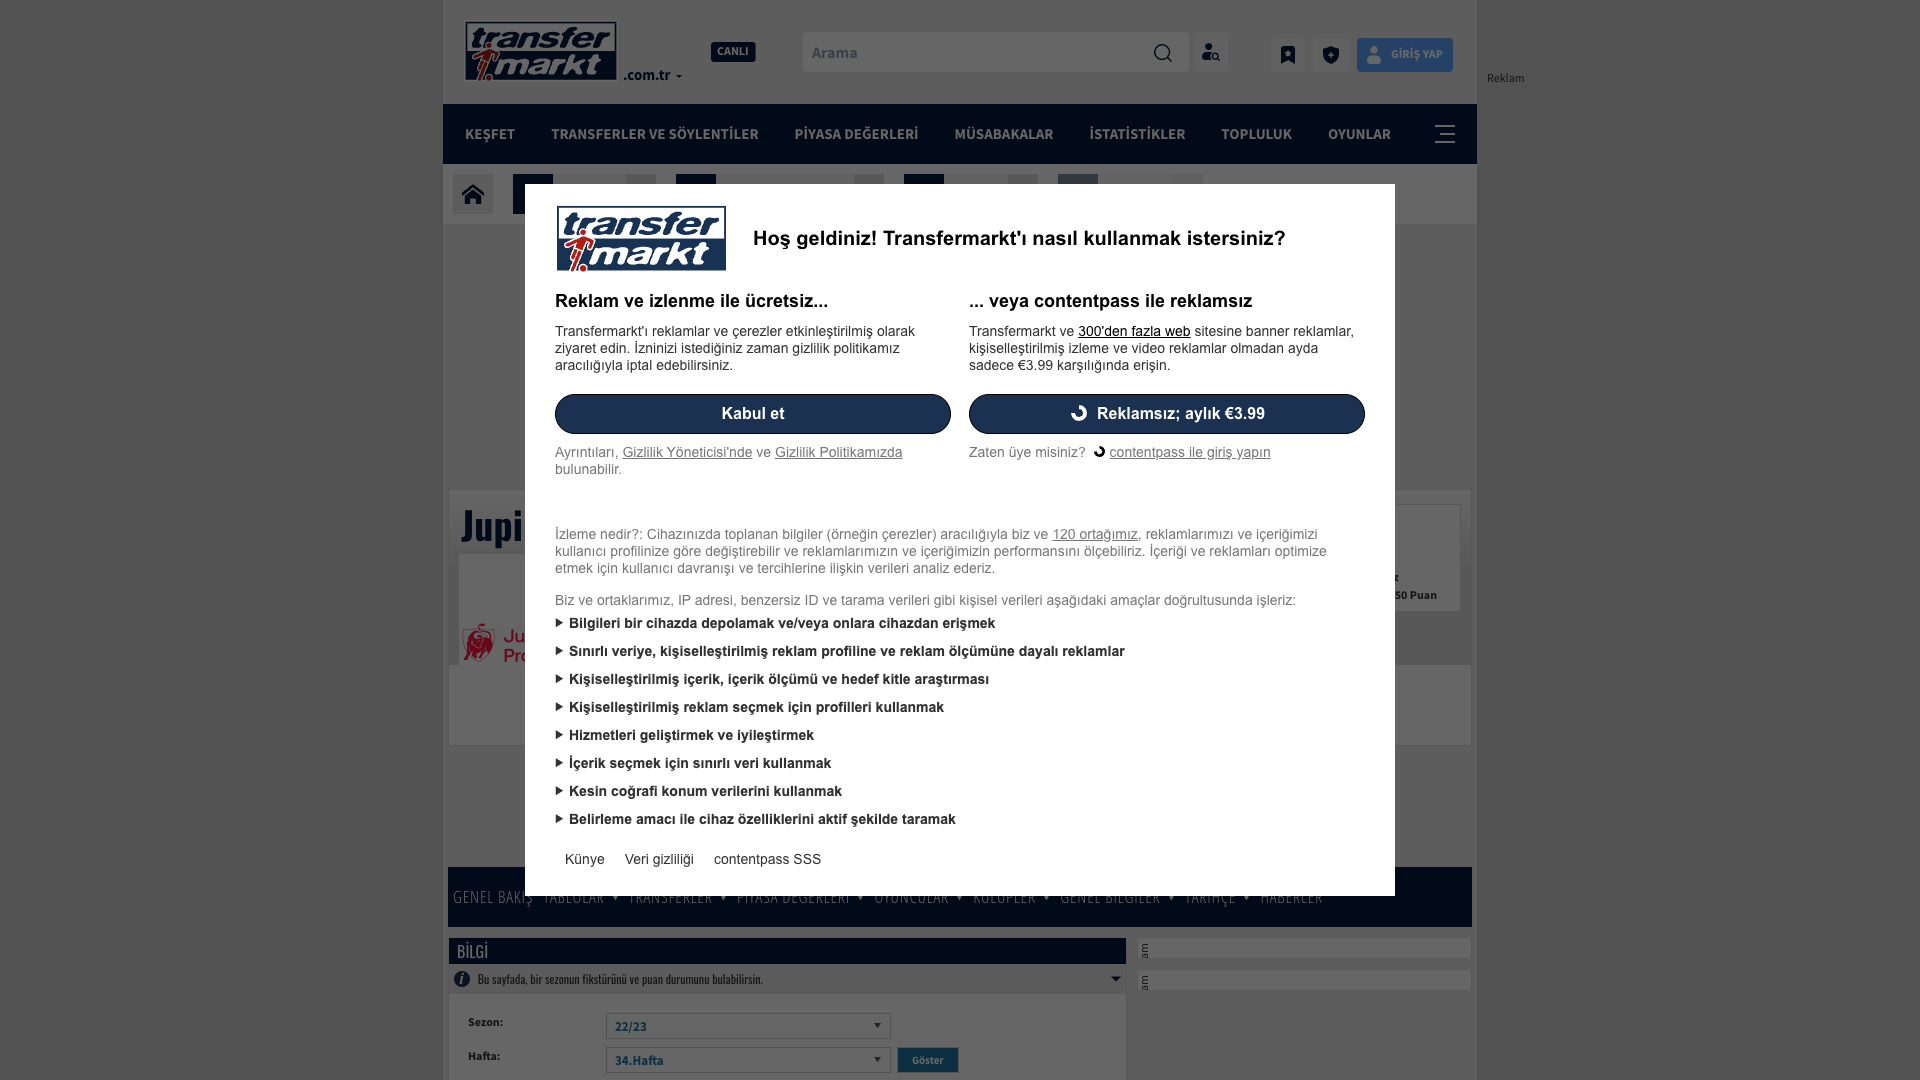 transfer
markt
.com.tr
CANLI
Arama
GİRİŞ YAP
Reklam
KEŞFET
TRANSFERLER VE SÖYLENTİLER
PİYASA DEĞERLERİ
MÜSABAKALAR
İSTATİSTİKLER
TOPLULUK
OYUNLAR
transfer
markt
Hoş geldiniz! Transfermarkt'ı nasıl kullanmak istersiniz?
Reklam ve izlenme ile ücretsiz...
Transfermarkt'ı reklamlar ve çerezler etkinleştirilmiş olarak
ziyaret edin. İzninizi istediğiniz zaman gizlilik politikamız
aracılığıyla iptal edebilirsiniz.
Kabul et
Ayrıntıları, Gizlilik Yöneticisi'nde ve Gizlilik Politikamızda
bulunabilir.
... veya contentpass ile reklamsız
Transfermarkt ve 300'den fazla web sitesine banner reklamlar,
kişiselleştirilmiş izleme ve video reklamlar olmadan ayda
sadece €3.99 karşılığında erişin.
Reklamsız; aylık €3.99
Zaten üye misiniz? contentpass ile giriş yapın
İzleme nedir?: Cihazınızda toplanan bilgiler (örneğin çerezler) aracılığıyla biz ve 120 ortağımız, reklamlarımızı ve içeriğimizi
kullanıcı profilinize göre değiştirebilir ve reklamlarımızın ve içeriğimizin performansını ölçebiliriz. İçeriği ve reklamları optimize
etmek için kullanıcı davranışı ve tercihlerine ilişkin verileri analiz ederiz.
Biz ve ortaklarımız, IP adresi, benzersiz ID ve tarama verileri gibi kişisel verileri aşağıdaki amaçlar doğrultusunda işleriz:
Bilgileri bir cihazda depolamak ve/veya onlara cihazdan erişmek
Sınırlı veriye, kişiselleştirilmiş reklam profiline ve reklam ölçümüne dayalı reklamlar
Kişiselleştirilmiş içerik, içerik ölçümü ve hedef kitle araştırması
Kişiselleştirilmiş reklam seçmek için profilleri kullanmak
Hizmetleri geliştirmek ve iyileştirmek
İçerik seçmek için sınırlı veri kullanmak
Kesin coğrafi konum verilerini kullanmak
Belirleme amacı ile cihaz özelliklerini aktif şekilde taramak
Künye
Veri gizliliği
contentpass SSS
Jupi
Ju
Pro
z
50 Puan
GENEL BAKIŞ TABLOLAR TRANSFERLER PİYASA DEĞERLERİ OYUNCULAR KULÜPLER GENEL BİLGİLER TARİHÇE HABERLER
BİLGİ
Bu sayfada, bir sezonun fikstürünü ve puan durumunu bulabilirsin.
Sezon:
22/23
Hafta:
34.Hafta
Göster
am
am